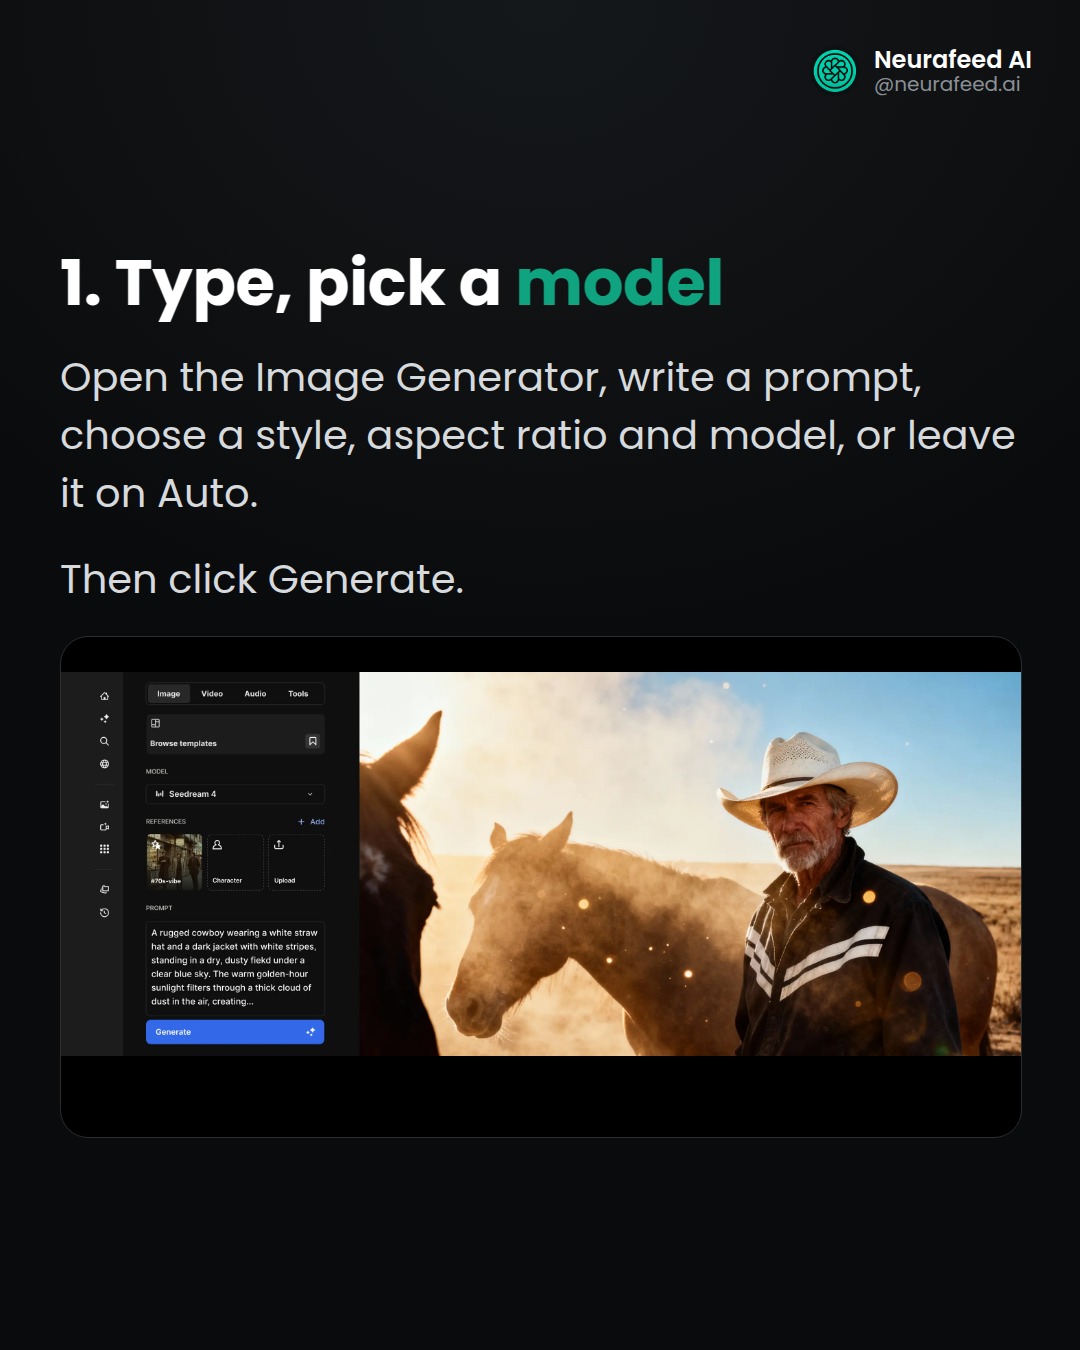 Neurafeed AI
@neurafeed.ai
1. Type, pick a model
Open the Image Generator, write a prompt,
choose a style, aspect ratio and model, or leave
it on Auto.
Then click Generate.
Image Video Audio Tools
Browse templates
MODEL
Seedream 4
REFERENCES + Add
#70s-vibe Character Upload
PROMPT
A rugged cowboy wearing a white straw
hat and a dark jacket with white stripes,
standing in a dry, dusty fiekd under a
clear blue sky. The warm golden-hour
sunlight filters through a thick cloud of
dust in the air, creating...
Generate